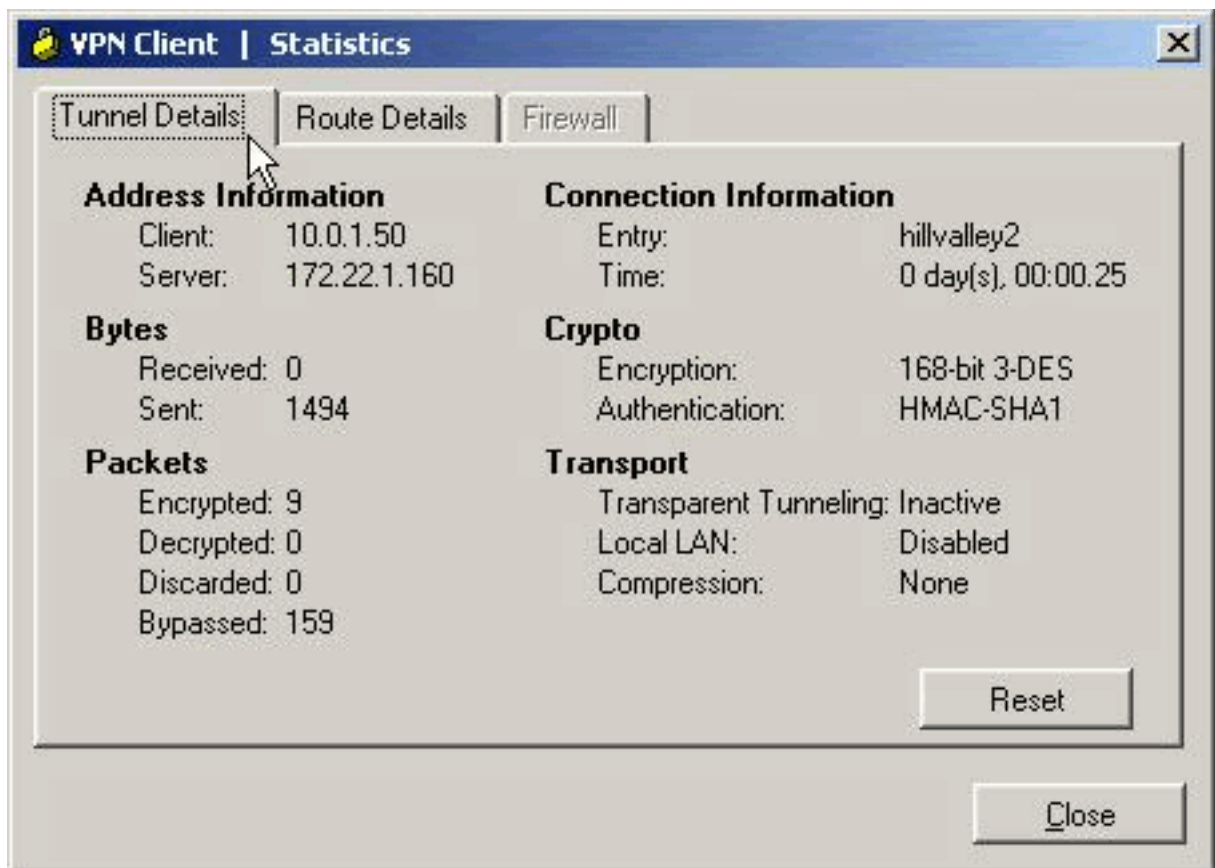 VPN Client | Statistics
Tunnel Details
Route Details
Firewall
Address Information
Client: 10.0.1.50
Server: 172.22.1.160
Bytes
Received: 0
Sent: 1494
Packets
Encrypted: 9
Decrypted: 0
Discarded: 0
Bypassed: 159
Connection Information
Entry: hillvalley2
Time: 0 day(s), 00:00.25
Crypto
Encryption: 168-bit 3-DES
Authentication: HMAC-SHA1
Transport
Transparent Tunneling: Inactive
Local LAN: Disabled
Compression: None
Reset
Close